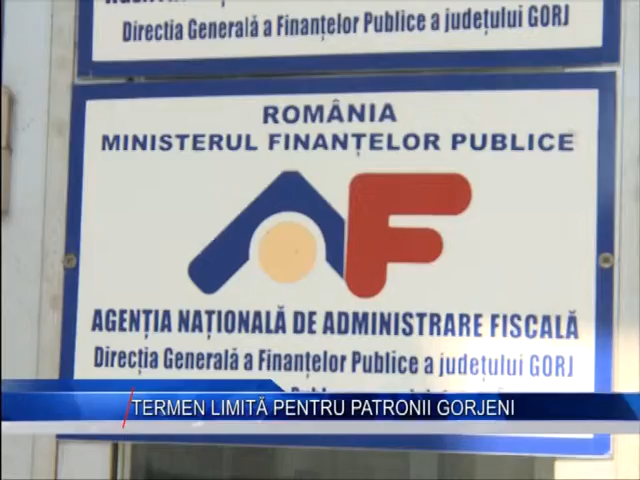 Direcția Generală a Finanțelor Publice a județului GORJ
ROMÂNIA
MINISTERUL FINANȚELOR PUBLICE
AF
AGENȚIA NAȚIONALĂ DE ADMINISTRARE FISCALĂ
Direcția Generală a Finanțelor Publice a județului GORJ
TERMEN LIMITĂ PENTRU PATRONII GORJENI